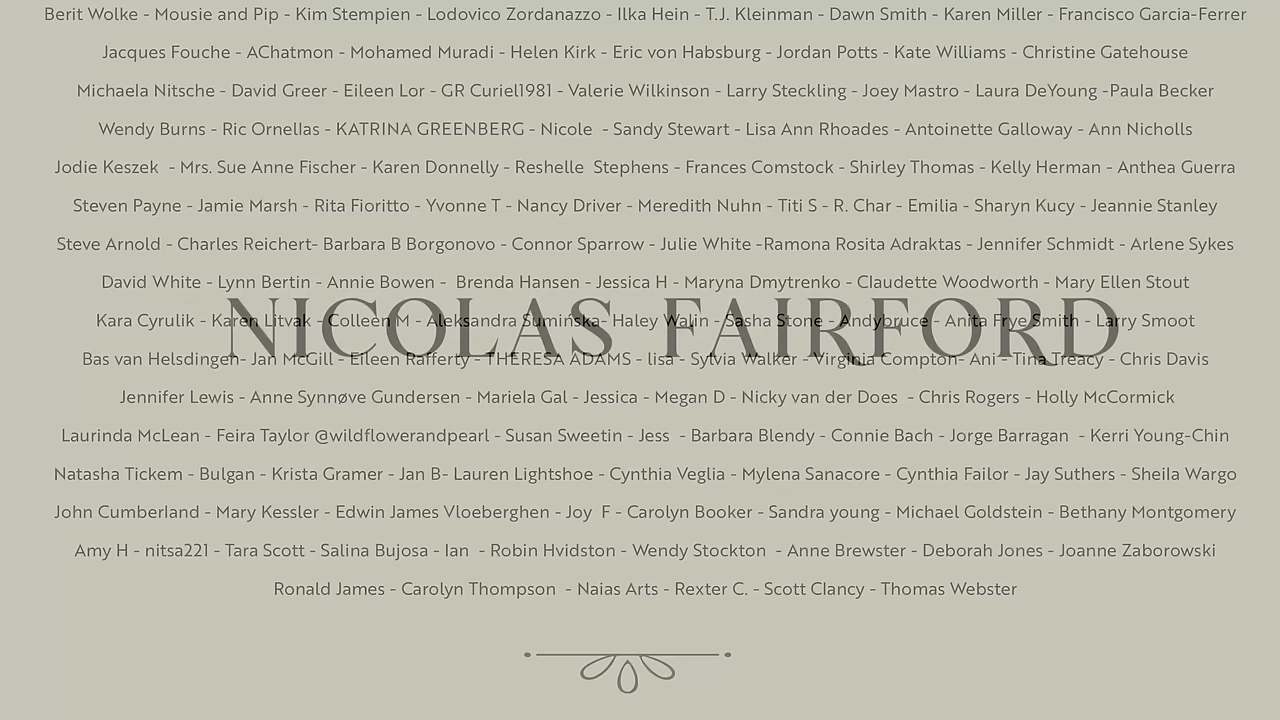 Berit Wolke - Mousie and Pip - Kim Stempien - Lodovico Zordanazzo - Ilka Hein - T.J. Kleinman - Dawn Smith - Karen Miller - Francisco Garcia-Ferrer
Jacques Fouche - AChatmon - Mohamed Muradi - Helen Kirk - Eric von Habsburg - Jordan Potts - Kate Williams - Christine Gatehouse
Michaela Nitsche - David Greer - Eileen Lor - GR Curiel1981 - Valerie Wilkinson - Larry Steckling - Joey Mastro - Laura DeYoung -Paula Becker
Wendy Burns - Ric Ornellas - KATRINA GREENBERG - Nicole  - Sandy Stewart - Lisa Ann Rhoades - Antoinette Galloway - Ann Nicholls
Jodie Keszek  - Mrs. Sue Anne Fischer - Karen Donnelly - Reshelle  Stephens - Frances Comstock - Shirley Thomas - Kelly Herman - Anthea Guerra
Steven Payne - Jamie Marsh - Rita Fioritto - Yvonne T - Nancy Driver - Meredith Nuhn - Titi S - R. Char - Emilia - Sharyn Kucy - Jeannie Stanley
Steve Arnold - Charles Reichert- Barbara B Borgonovo - Connor Sparrow - Julie White -Ramona Rosita Adraktas - Jennifer Schmidt - Arlene Sykes
David White - Lynn Bertin - Annie Bowen -  Brenda Hansen - Jessica H - Maryna Dmytrenko - Claudette Woodworth - Mary Ellen Stout
Kara Cyrulik - Karen Litvak - Colleen M - Aleksandra Sumińska- Haley Walin - Sasha Stone - Andybruce - Anita Frye Smith - Larry Smoot
NICOLAS FAIRFORD
Bas van Helsdingen- Jan McGill - Eileen Rafferty- THERESA ADAMS - lisa - Sylvia Walker - Virginia Compton- Ani - Tina Treacy - Chris Davis
Jennifer Lewis - Anne Synnøve Gundersen - Mariela Gal - Jessica - Megan D - Nicky van der Does  - Chris Rogers - Holly McCormick
Laurinda McLean - Feira Taylor @wildflowerandpearl - Susan Sweetin - Jess  - Barbara Blendy - Connie Bach - Jorge Barragan  - Kerri Young-Chin
Natasha Tickem - Bulgan - Krista Gramer - Jan B- Lauren Lightshoe - Cynthia Veglia - Mylena Sanacore - Cynthia Failor - Jay Suthers - Sheila Wargo
John Cumberland - Mary Kessler - Edwin James Vloeberghen - Joy  F - Carolyn Booker - Sandra young - Michael Goldstein - Bethany Montgomery
Amy H - nitsa221 - Tara Scott - Salina Bujosa - Ian  - Robin Hvidston - Wendy Stockton  - Anne Brewster - Deborah Jones - Joanne Zaborowski
Ronald James - Carolyn Thompson  - Naias Arts - Rexter C. - Scott Clancy - Thomas Webster